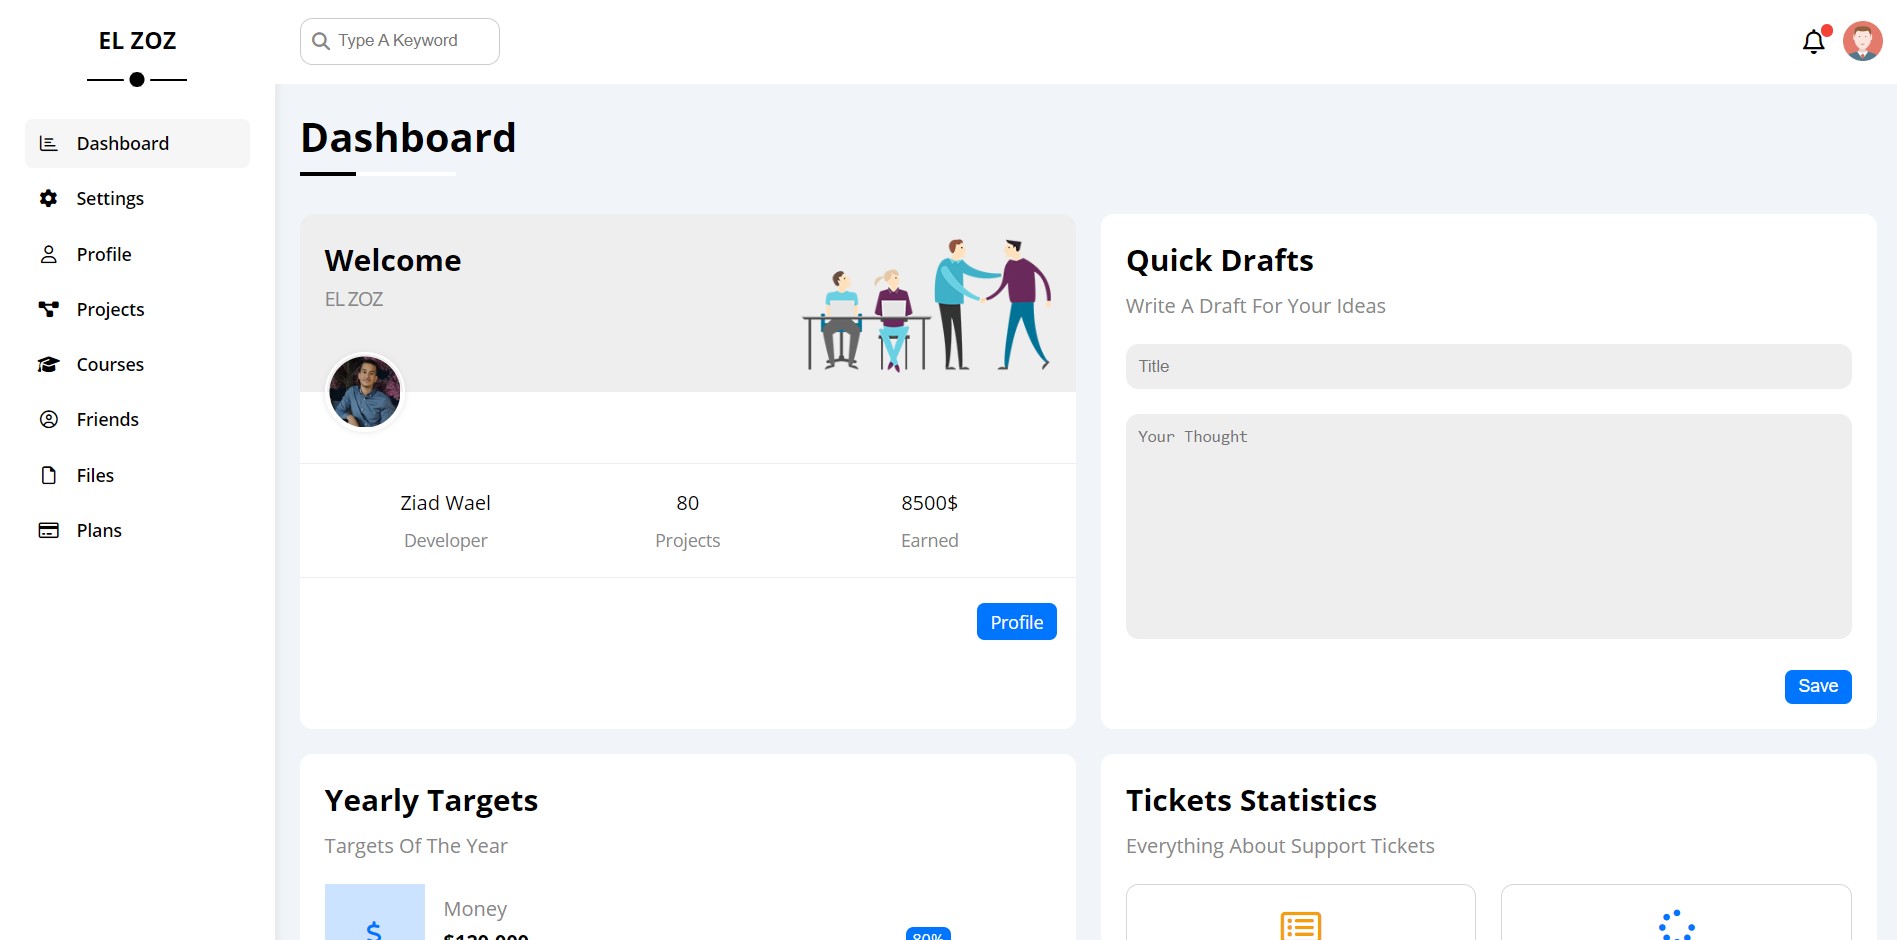 EL ZOZ
Type A Keyword
Dashboard
Settings
Profile
Projects
Courses
Friends
Files
Plans
Dashboard
Welcome
EL ZOZ
Ziad Wael
Developer
80
Projects
8500$
Earned
Profile
Quick Drafts
Write A Draft For Your Ideas
Title
Your Thought
Save
Yearly Targets
Targets Of The Year
$
Money
$120.000
80%
Tickets Statistics
Everything About Support Tickets